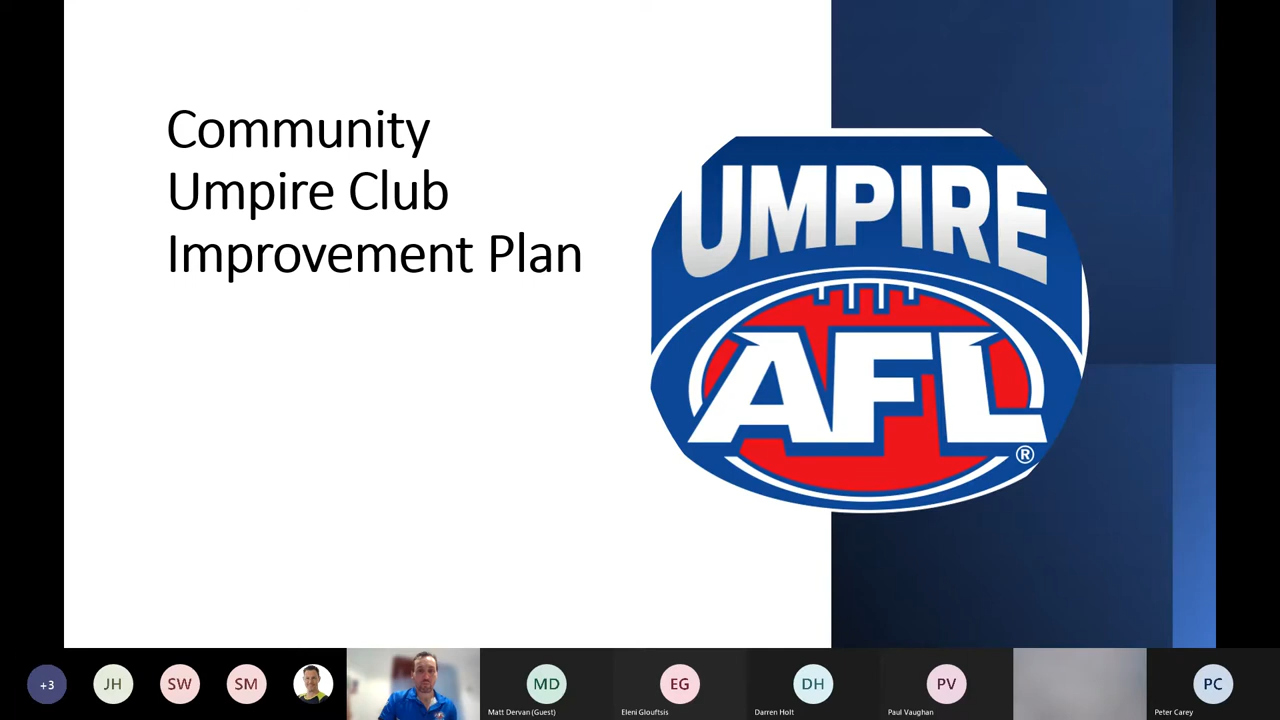 Community
Umpire Club
Improvement Plan
UMPIRE
AFL
®
+3
JH
SW
SM
MD
Matt Dervan (Guest)
EG
Eleni Glouftsis
DH
Darren Holt
PV
Paul Vaughan
PC
Peter Carey